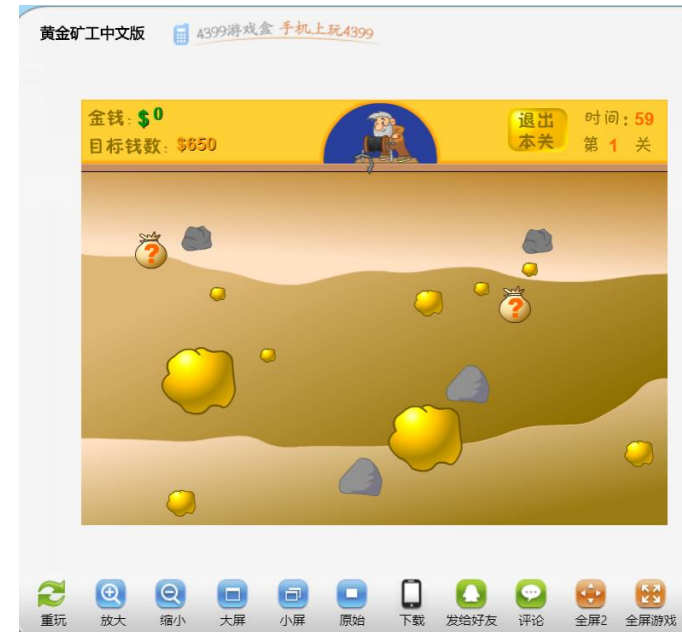 黄金矿工中文版
4399游戏盒 手机上玩4399
金钱: $0
目标钱数: $650
退出
本关
时间: 59
第 1 关
?
?
重玩
放大
缩小
大屏
小屏
原始
下载
发给好友
评论
全屏2
全屏游戏